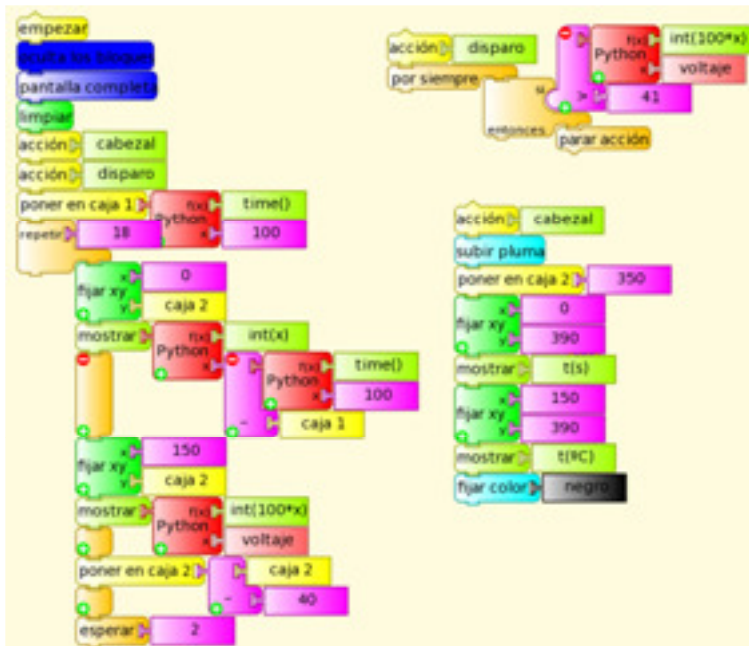 empezar
oculta los bloques
pantalla completa
limpiar
acción cabezal
acción disparo
poner en caja 1 Python f(x) time()
x 100
repetir 18
fijar xy x 0
y caja 2
mostrar Python f(x) int(x)
x Python f(x) time()
x 100
- caja 1
fijar xy x 150
y caja 2
mostrar Python f(x) int(100*x)
x voltaje
poner en caja 2 caja 2
- 40
esperar 2
acción disparo
por siempre
si Python f(x) int(100*x)
x voltaje
> 41
entonces
parar acción
acción cabezal
subir pluma
poner en caja 2 350
fijar xy x 0
y 390
mostrar t(s)
fijar xy x 150
y 390
mostrar t(ºC)
fijar color negro